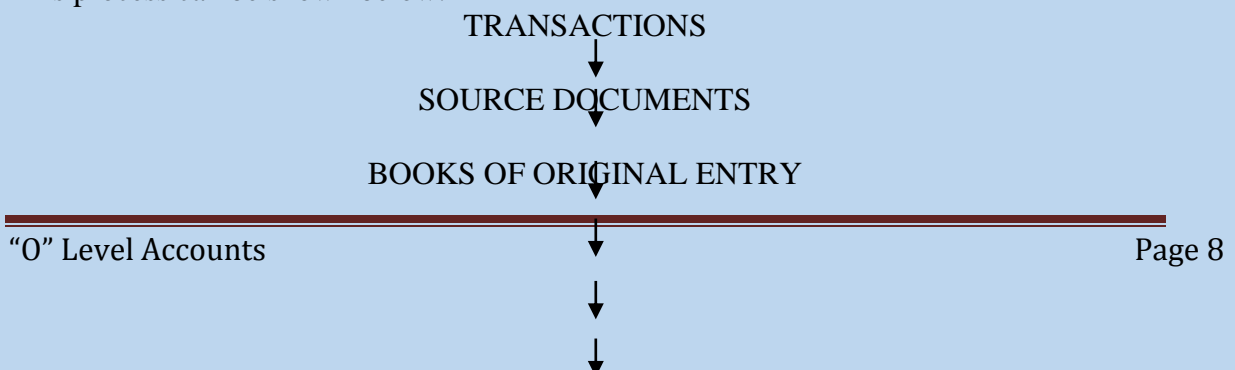 TRANSACTIONS
SOURCE DOCUMENTS
BOOKS OF ORIGINAL ENTRY
“O” Level Accounts Page 8